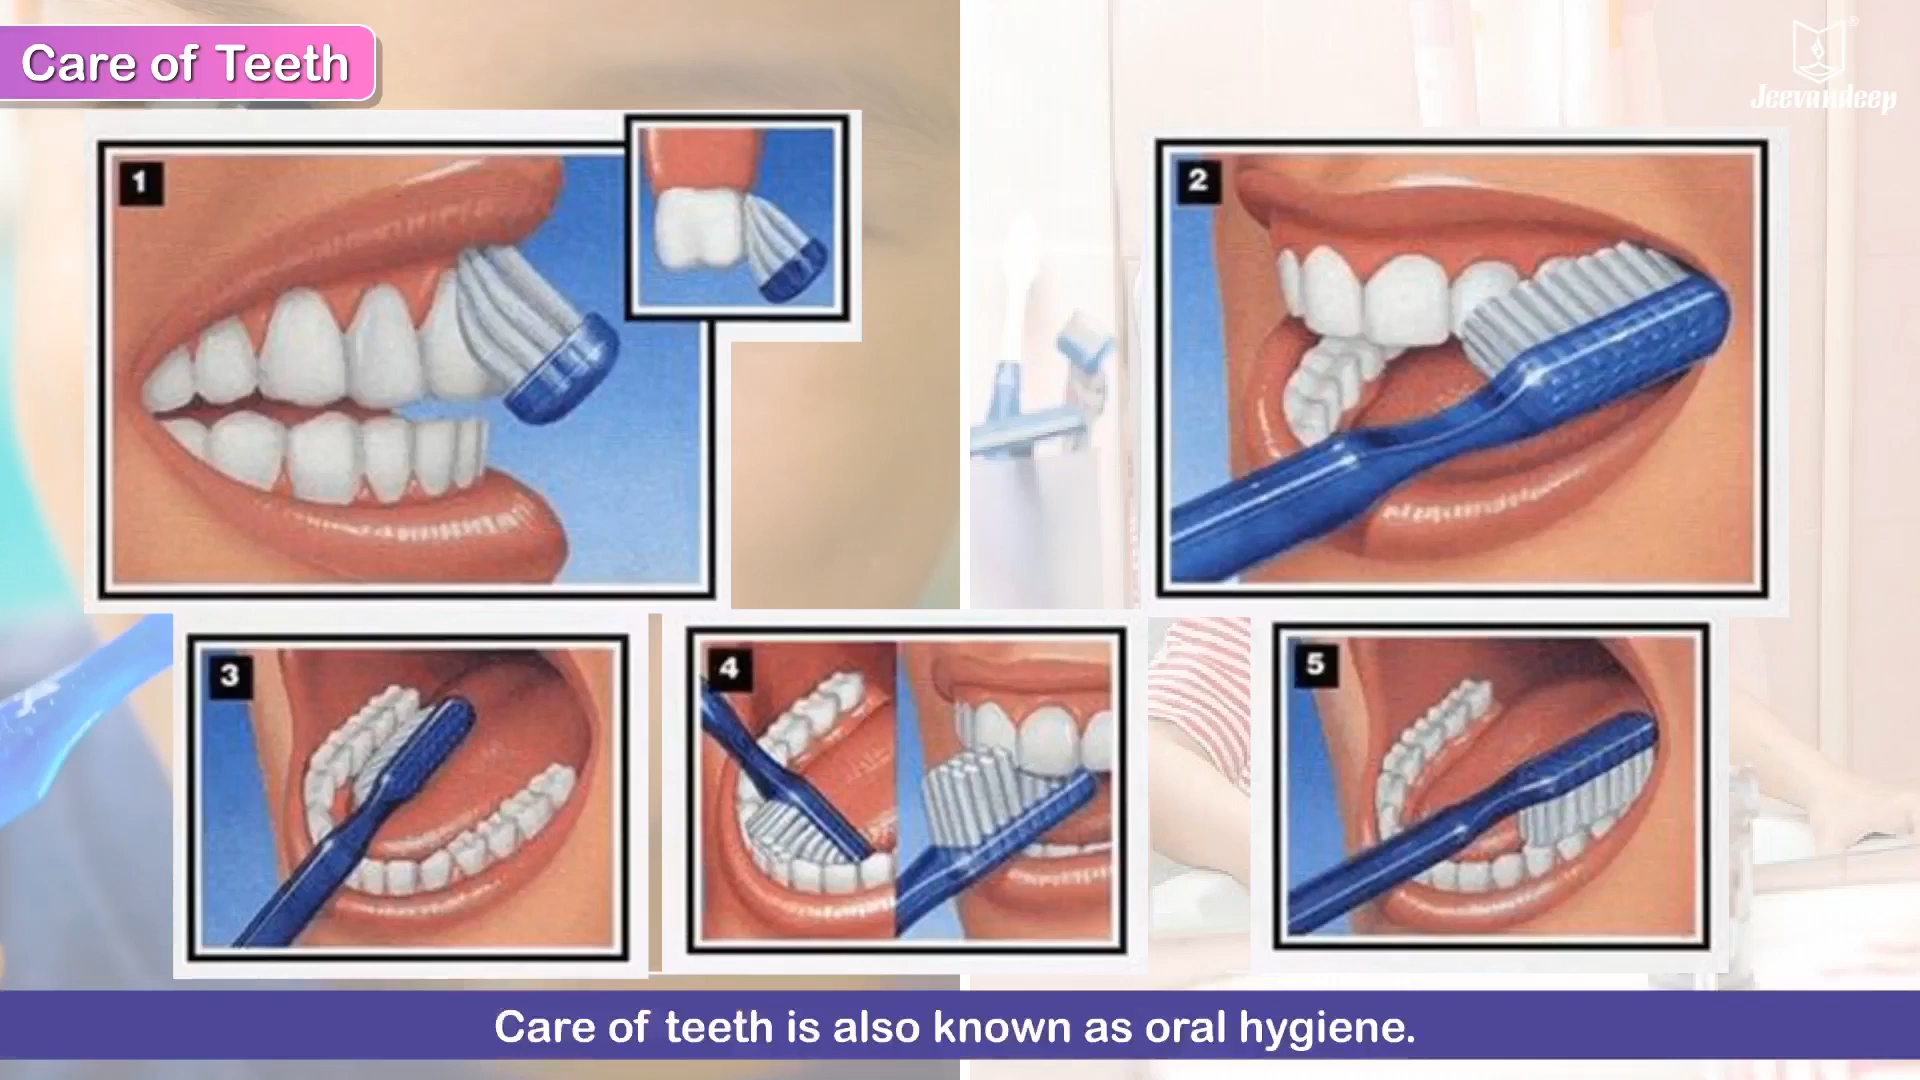 Care of Teeth
®
Jeevandeep
1
2
3
4
5
Care of teeth is also known as oral hygiene.